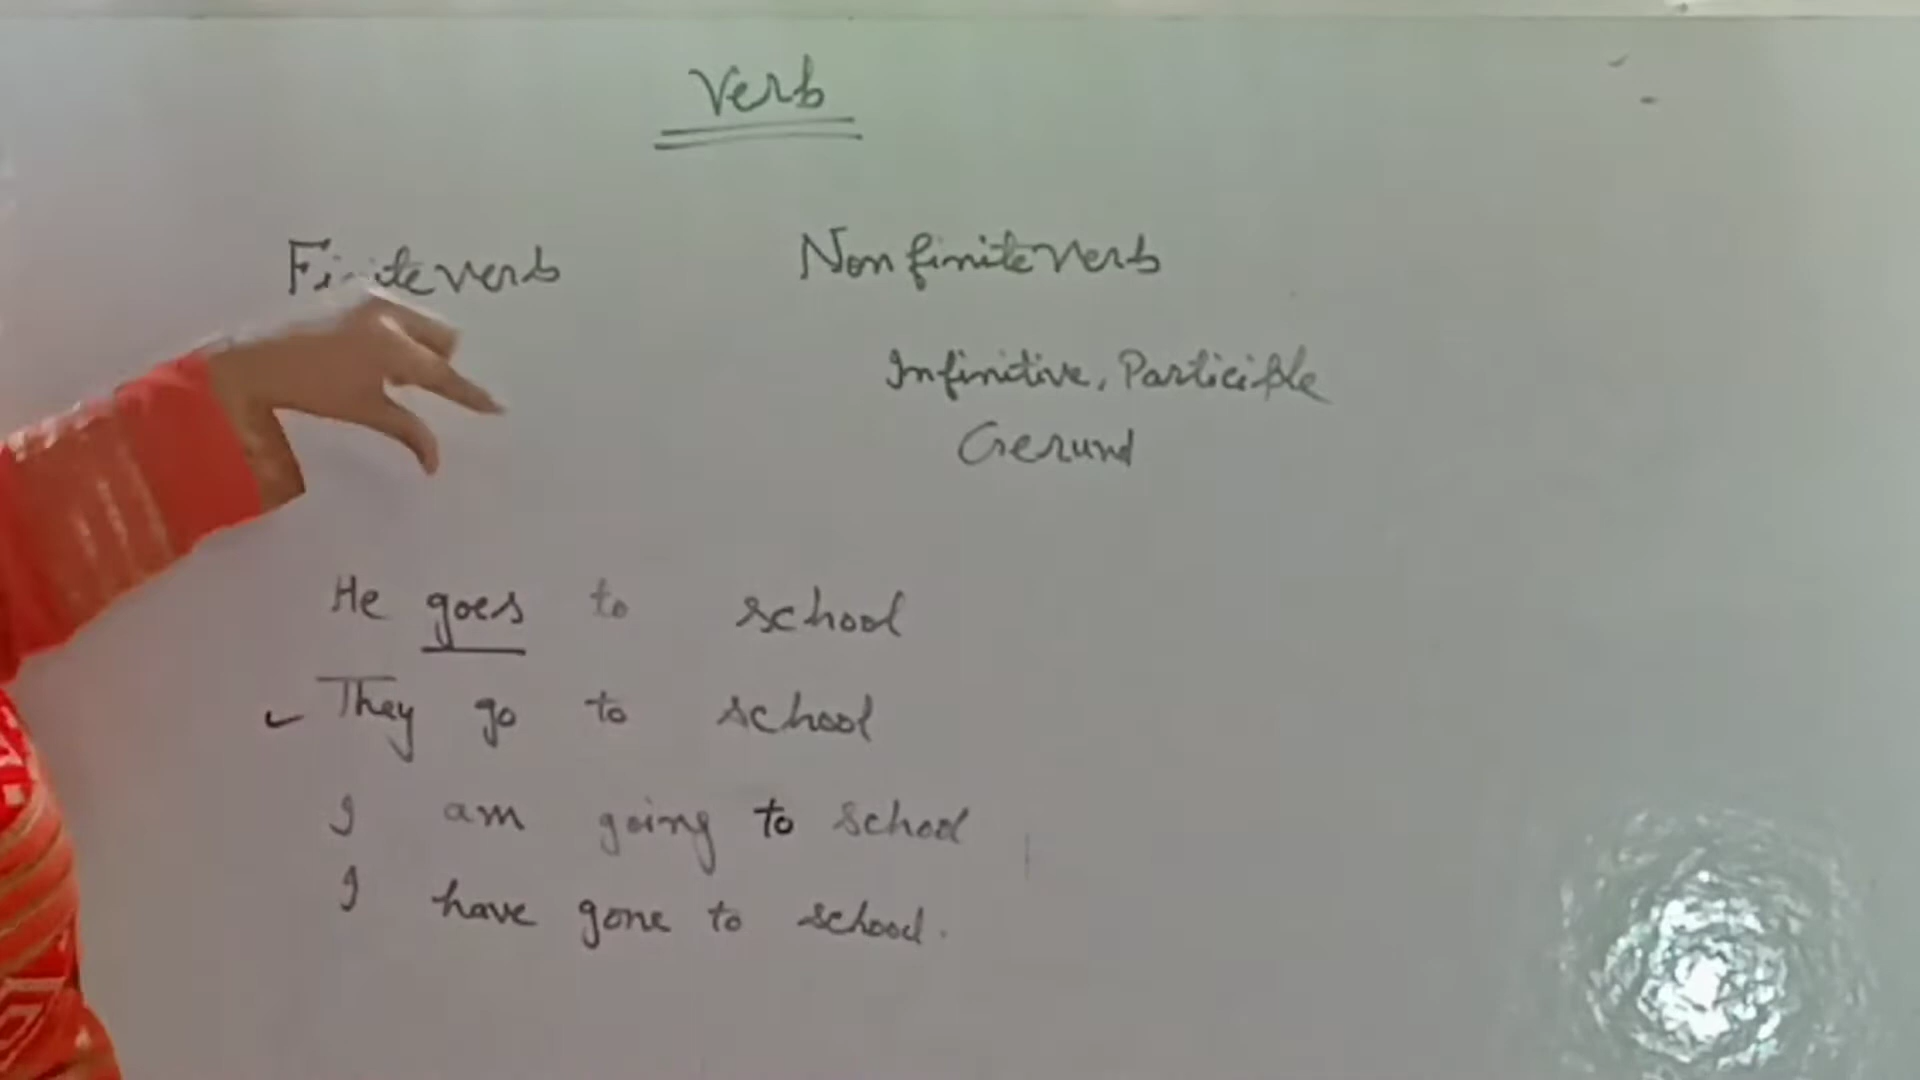 Verb
Finite verb Non finite verb
Infinitive, Participle
Gerund
He goes to school
They go to school
I am going to school
I have gone to school.